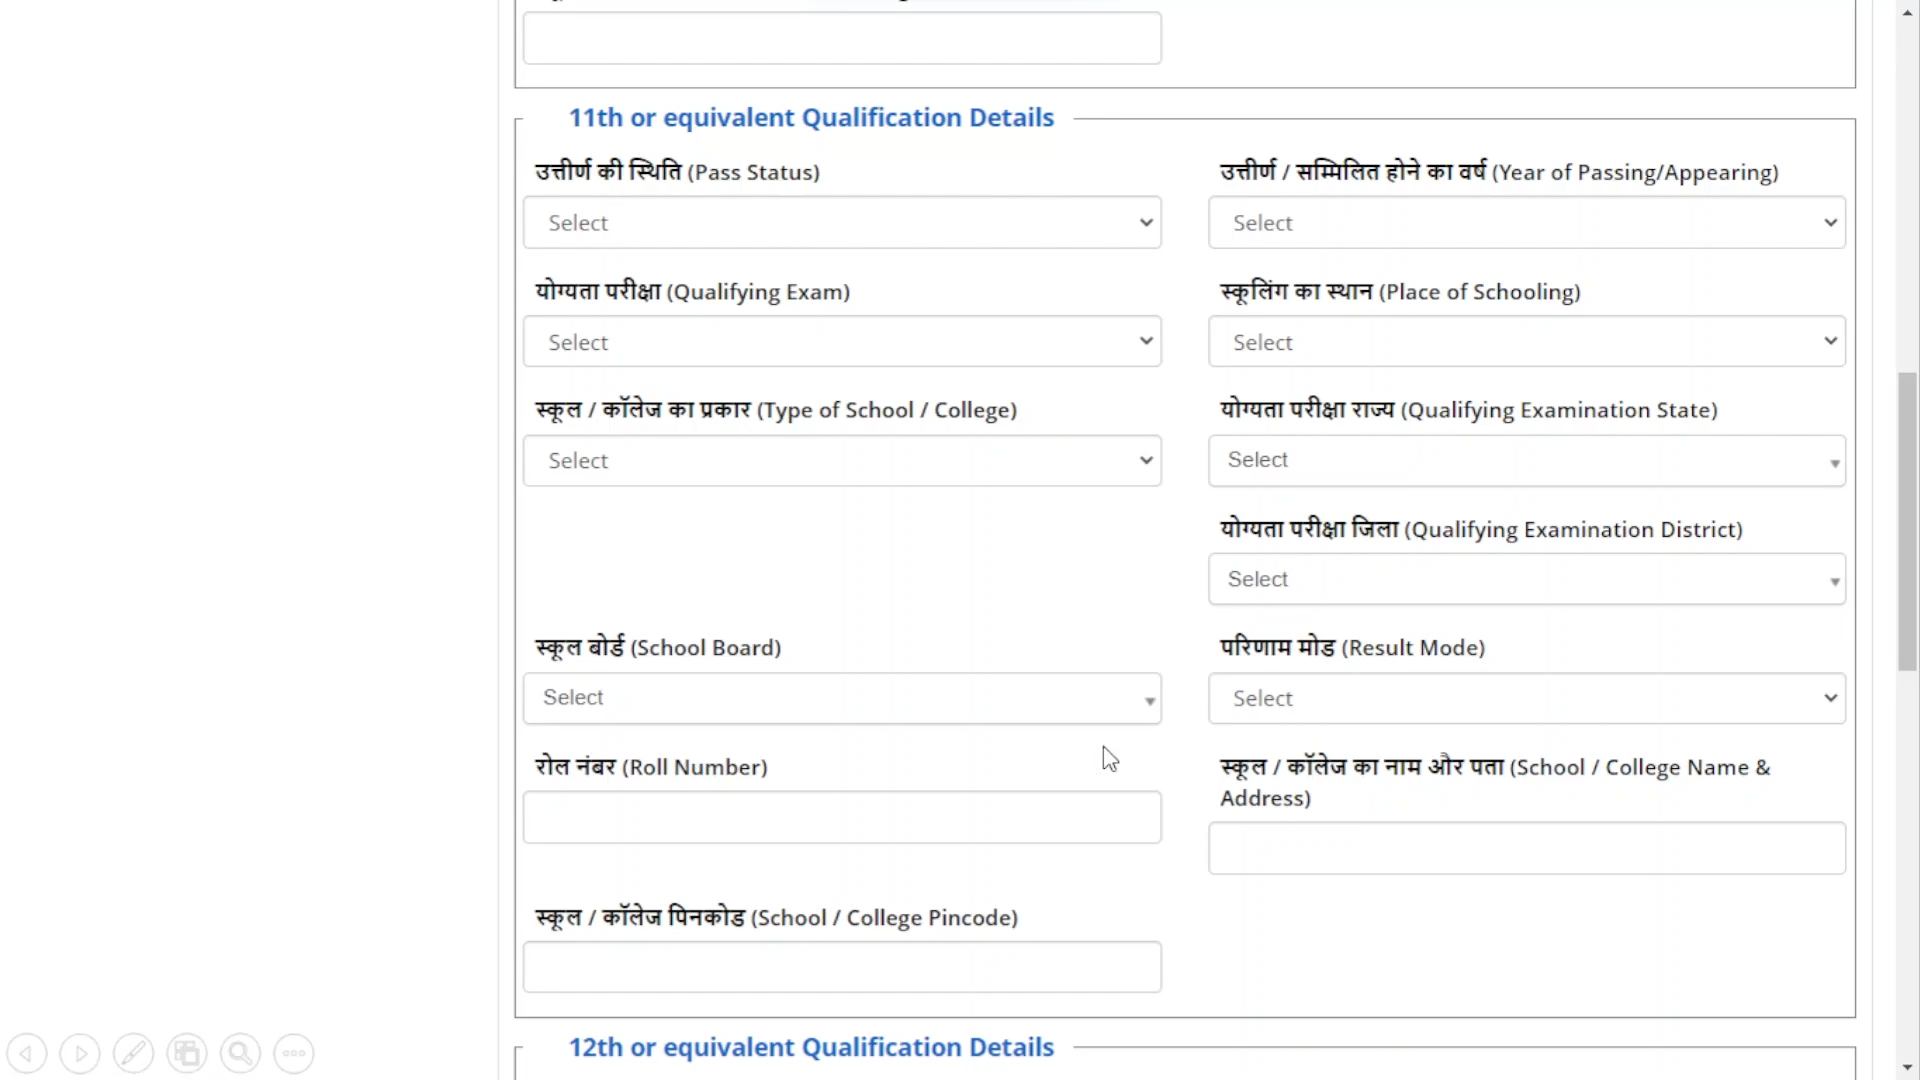 11th or equivalent Qualification Details
उत्तीर्ण की स्थिति (Pass Status)
उत्तीर्ण / सम्मिलित होने का वर्ष (Year of Passing/Appearing)
Select
Select
योग्यता परीक्षा (Qualifying Exam)
स्कूलिंग का स्थान (Place of Schooling)
Select
Select
स्कूल / कॉलेज का प्रकार (Type of School / College)
योग्यता परीक्षा राज्य (Qualifying Examination State)
Select
Select
योग्यता परीक्षा जिला (Qualifying Examination District)
Select
स्कूल बोर्ड (School Board)
परिणाम मोड (Result Mode)
Select
Select
रोल नंबर (Roll Number)
स्कूल / कॉलेज का नाम और पता (School / College Name &
Address)
स्कूल / कॉलेज पिनकोड (School / College Pincode)
12th or equivalent Qualification Details